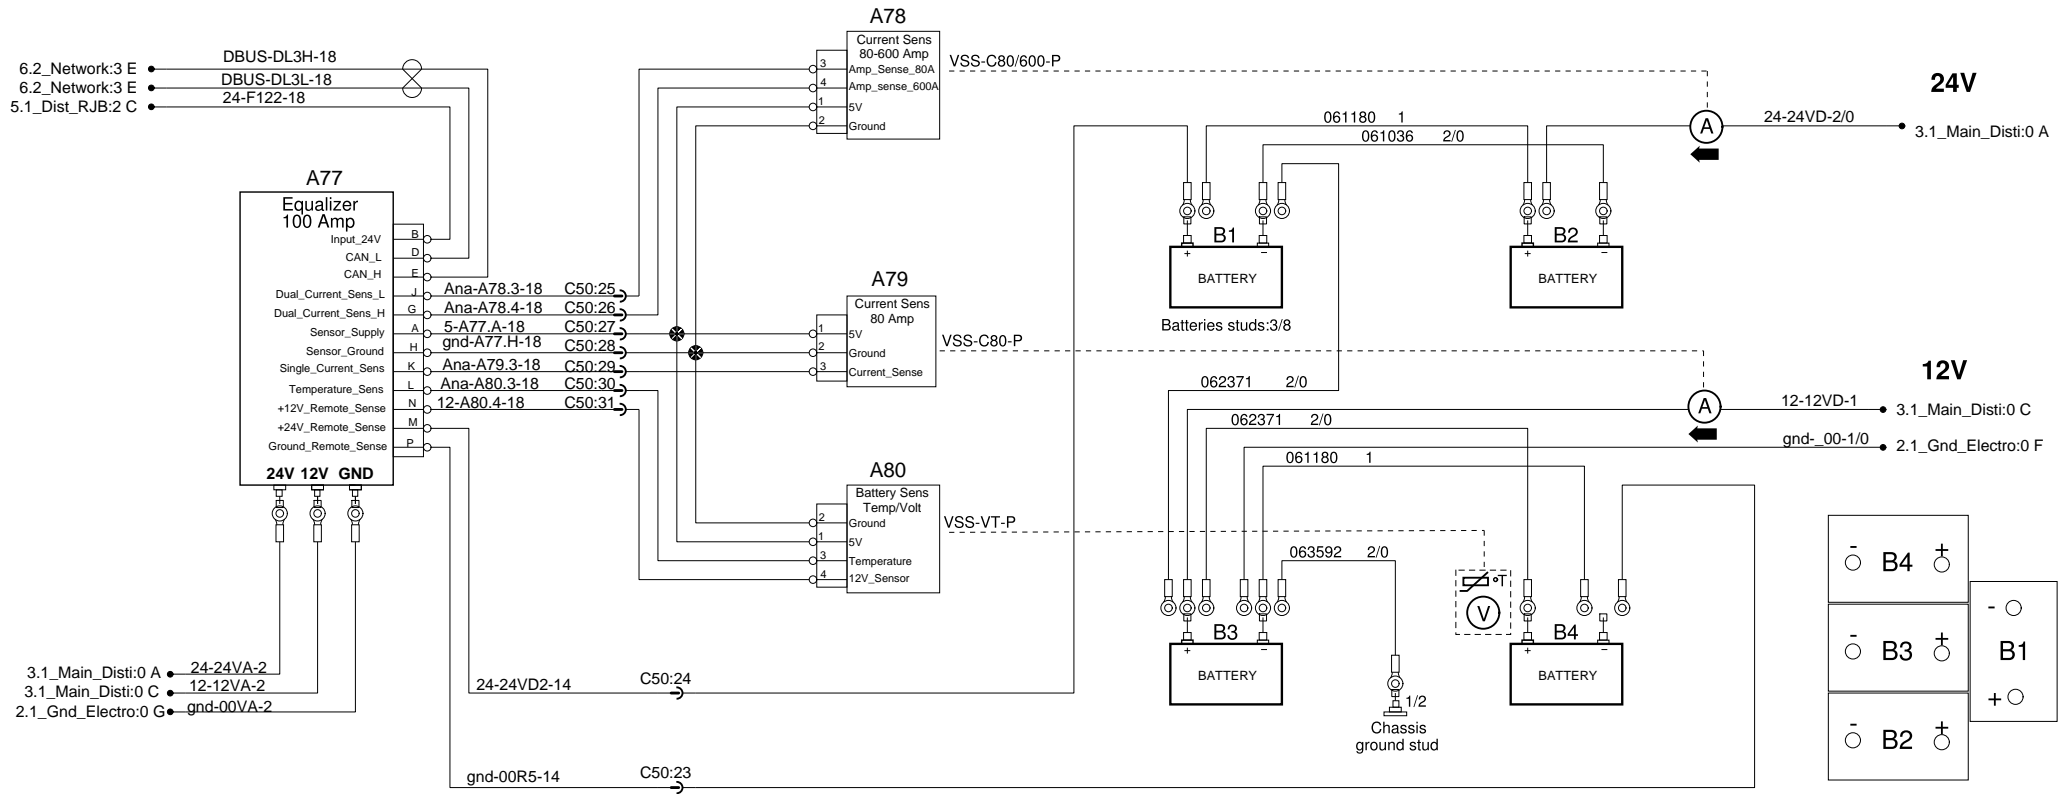 A78
Current Sens
80-600 Amp
3 Amp_Sense_80A
4 Amp_sense_600A
1 5V
2 Ground
VSS-C80/600-P
DBUS-DL3H-18
6.2_Network:3 E
DBUS-DL3L-18
6.2_Network:3 E
24-F122-18
5.1_Dist_RJB:2 C
24V
A
24-24VD-2/0
3.1_Main_Disti:0 A
061180 1
061036 2/0
A77
Equalizer
100 Amp
Input_24V B
CAN_L D
CAN_H E
Dual_Current_Sens_L J Ana-A78.3-18 C50:25
Dual_Current_Sens_H G Ana-A78.4-18 C50:26
Sensor_Supply A 5-A77.A-18 C50:27
Sensor_Ground H gnd-A77.H-18 C50:28
Single_Current_Sens K Ana-A79.3-18 C50:29
Temperature_Sens L Ana-A80.3-18 C50:30
+12V_Remote_Sense N 12-A80.4-18 C50:31
+24V_Remote_Sense M
Ground_Remote_Sense P
24V 12V GND
B1
+ -
BATTERY
B2
+ -
BATTERY
Batteries studs:3/8
A79
Current Sens
80 Amp
1 5V
2 Ground
3 Current_Sense
VSS-C80-P
12V
A
12-12VD-1
3.1_Main_Disti:0 C
gnd-_00-1/0
2.1_Gnd_Electro:0 F
062371 2/0
062371 2/0
061180 1
A80
Battery Sens
Temp/Volt
2 Ground
1 5V
3 Temperature
4 12V_Sensor
VSS-VT-P
063592 2/0
°T
V
B3
+ -
BATTERY
B4
+ -
BATTERY
1/2
Chassis
ground stud
3.1_Main_Disti:0 A 24-24VA-2
3.1_Main_Disti:0 C 12-12VA-2
2.1_Gnd_Electro:0 G gnd-00VA-2
24-24VD2-14 C50:24
gnd-00R5-14 C50:23
- B4 +
- B3 +
- B2 +
-
B1
+